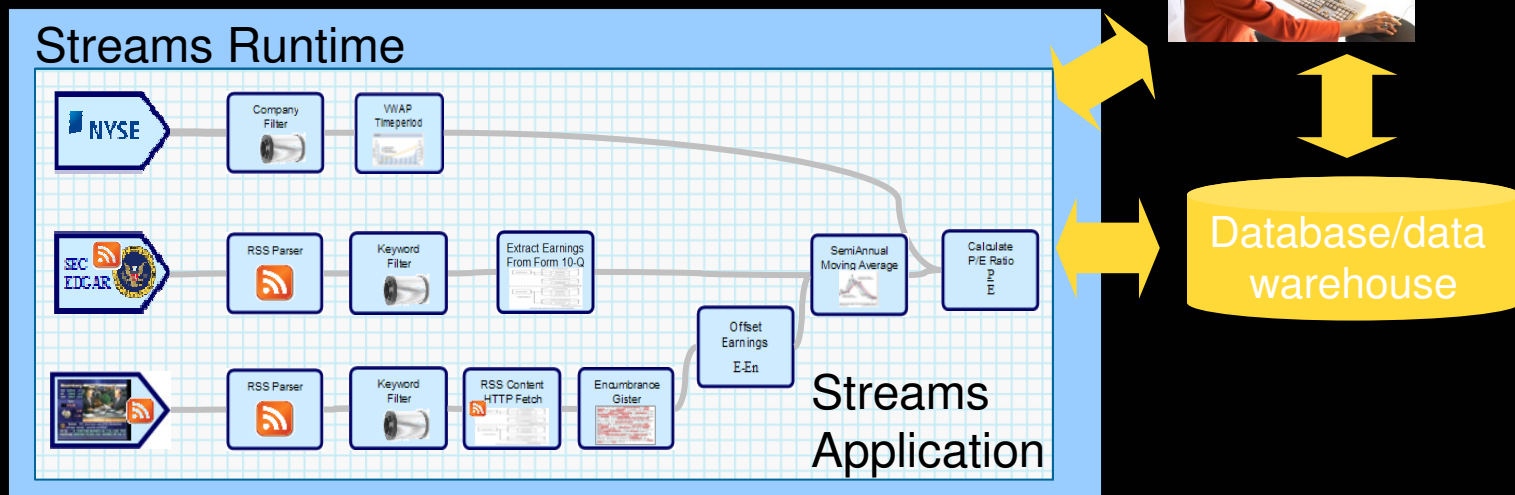 Streams Runtime
NYSE
Company
Filter
VWAP
Timeperiod
SEC
EDGAR
RSS Parser
Keyword
Filter
Extract Earnings
From Form 10-Q
SemiAnnual
Moving Average
Calculate
P/E Ratio
P
E
Offset
Earnings
E-En
RSS Parser
Keyword
Filter
RSS Content
HTTP Fetch
Encumbrance
Gister
Streams
Application
Database/data
warehouse